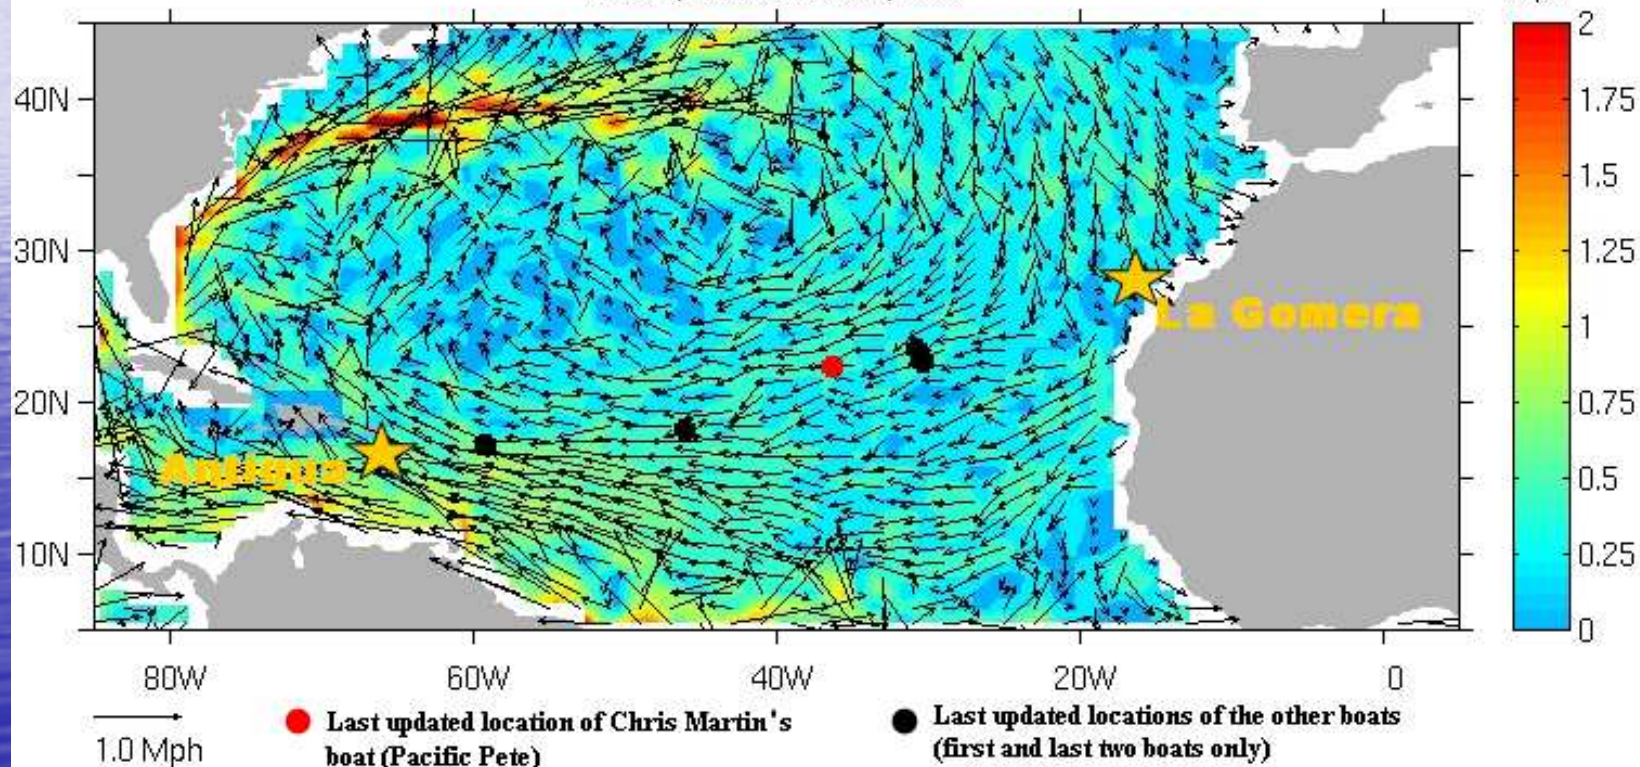 2
40N
1.75
1.5
30N
1.25
La Gomera
1
20N
0.75
Antigua
0.5
10N
0.25
0
80W
60W
40W
20W
0
1.0 Mph
Last updated location of Chris Martin's
boat (Pacific Pete)
Last updated locations of the other boats
(first and last two boats only)